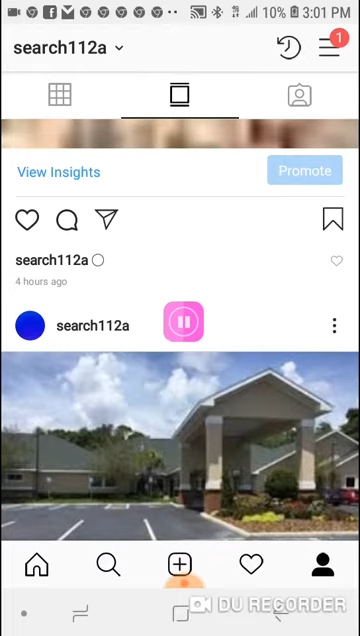 10% 3:01 PM
search112a
1
View Insights
Promote
search112a
4 hours ago
search112a
DU RECORDER